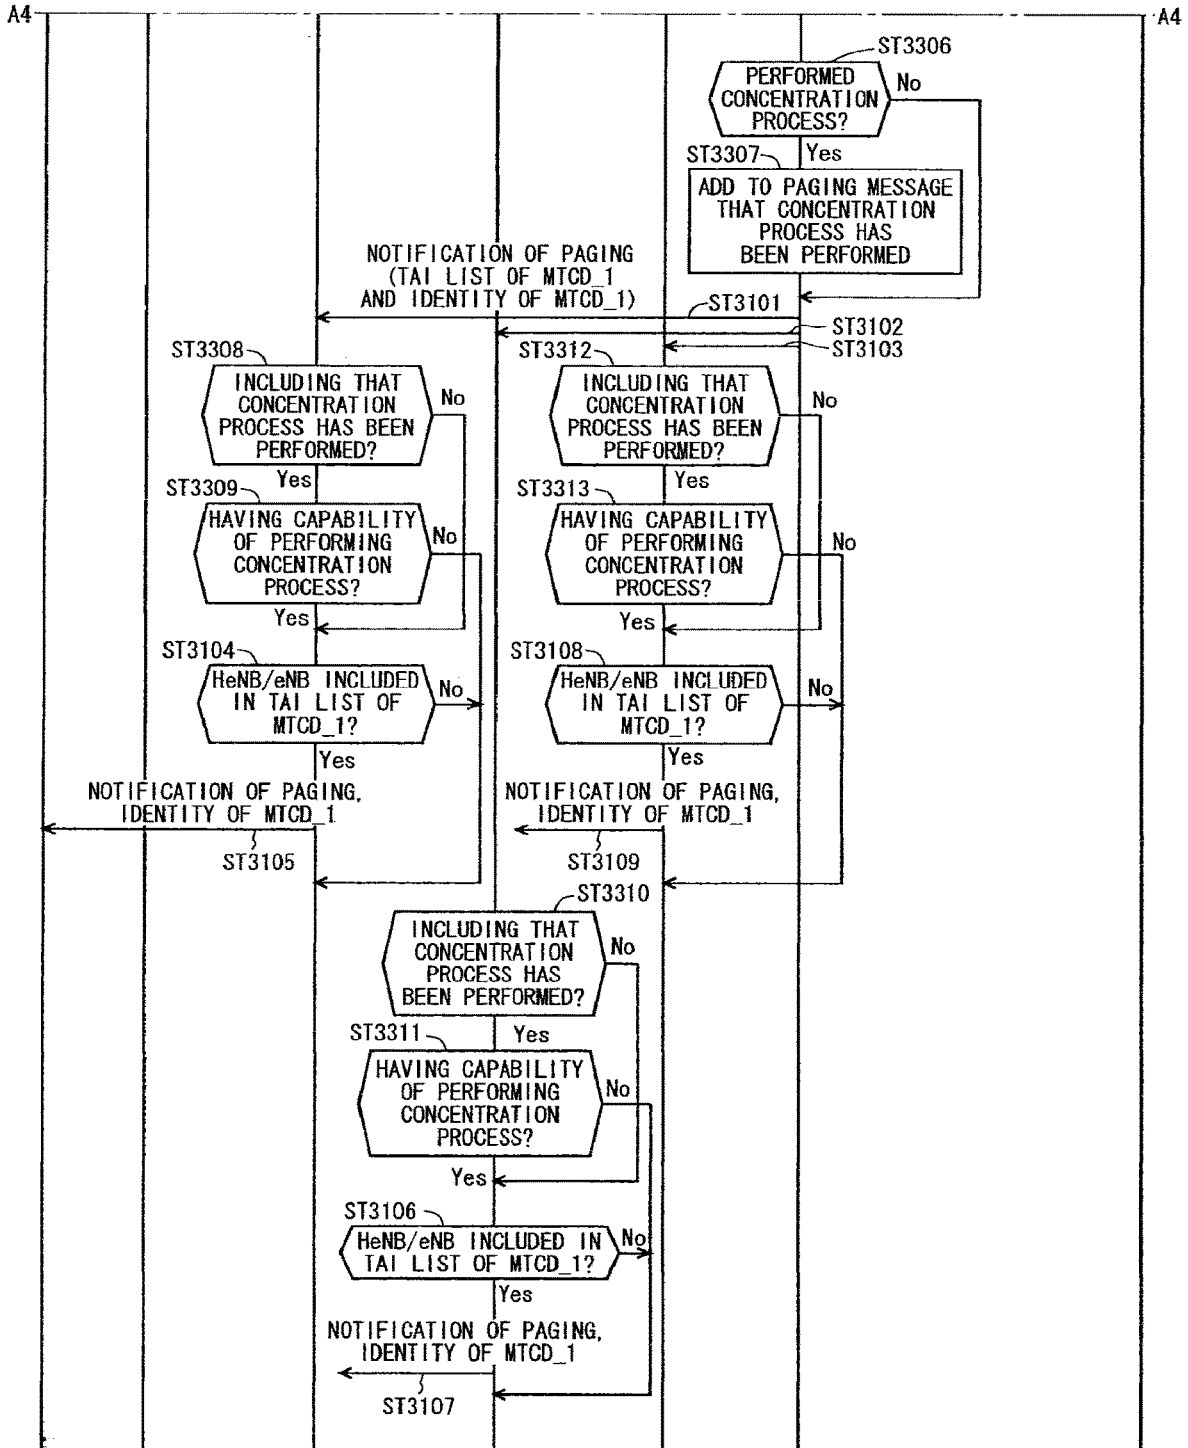 A4
A4
ST3306
PERFORMED
CONCENTRATION
PROCESS?
No
Yes
ST3307
ADD TO PAGING MESSAGE
THAT CONCENTRATION
PROCESS HAS
BEEN PERFORMED
NOTIFICATION OF PAGING
(TAI LIST OF MTCD_1
AND IDENTITY OF MTCD_1)
ST3101
ST3102
ST3103
ST3308
INCLUDING THAT
CONCENTRATION
PROCESS HAS BEEN
PERFORMED?
No
Yes
ST3309
HAVING CAPABILITY
OF PERFORMING
CONCENTRATION
PROCESS?
No
Yes
ST3104
HeNB/eNB INCLUDED
IN TAI LIST OF
MTCD_1?
No
Yes
NOTIFICATION OF PAGING,
IDENTITY OF MTCD_1
ST3105
ST3312
INCLUDING THAT
CONCENTRATION
PROCESS HAS BEEN
PERFORMED?
No
Yes
ST3313
HAVING CAPABILITY
OF PERFORMING
CONCENTRATION
PROCESS?
No
Yes
ST3108
HeNB/eNB INCLUDED
IN TAI LIST OF
MTCD_1?
No
Yes
NOTIFICATION OF PAGING,
IDENTITY OF MTCD_1
ST3109
ST3310
INCLUDING THAT
CONCENTRATION
PROCESS HAS
BEEN PERFORMED?
No
Yes
ST3311
HAVING CAPABILITY
OF PERFORMING
CONCENTRATION
PROCESS?
No
Yes
ST3106
HeNB/eNB INCLUDED IN
TAI LIST OF MTCD_1?
No
Yes
NOTIFICATION OF PAGING,
IDENTITY OF MTCD_1
ST3107